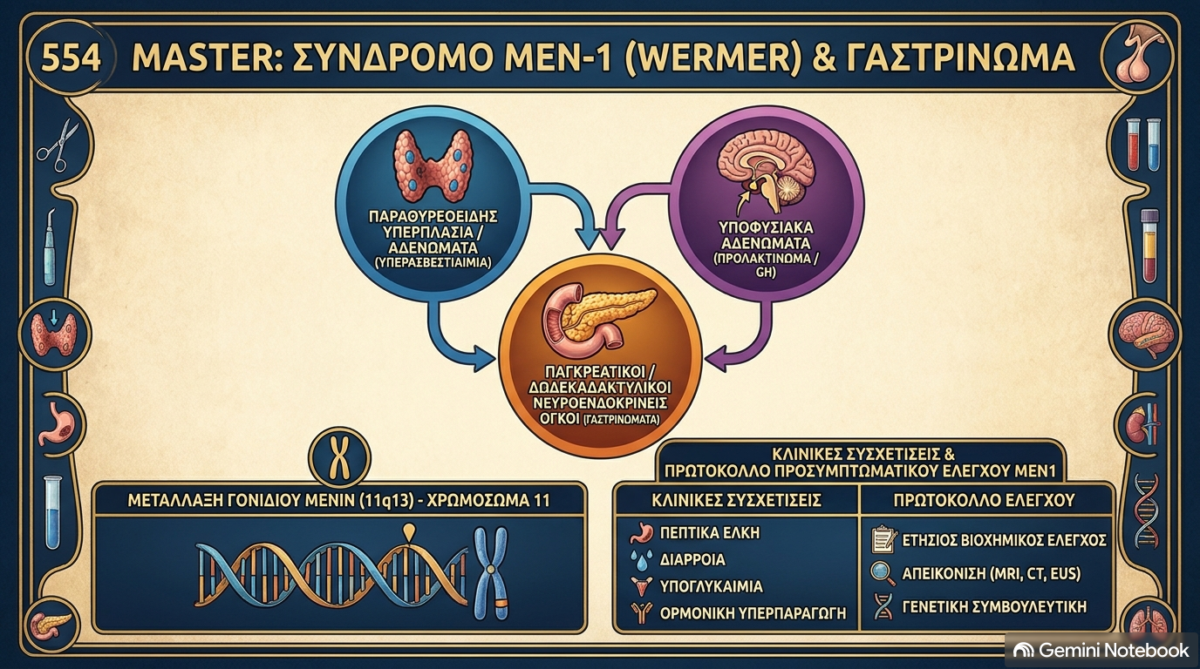 554
MASTER: ΣΥΝΔΡΟΜΟ MEN-1 (WERMER) & ΓΑΣΤΡΙΝΩΜΑ
ΠΑΡΑΘΥΡΕΟΕΙΔΗΣ
ΥΠΕΡΠΛΑΣΙΑ /
ΑΔΕΝΩΜΑΤΑ
(ΥΠΕΡΑΣΒΕΣΤΙΑΙΜΙΑ)
ΥΠΟΦΥΣΙΑΚΑ
ΑΔΕΝΩΜΑΤΑ
(ΠΡΟΛΑΚΤΙΝΩΜΑ /
GH)
ΠΑΓΚΡΕΑΤΙΚΟΙ /
ΔΩΔΕΚΑΔΑΚΤΥΛΙΚΟΙ
ΝΕΥΡΟΕΝΔΟΚΡΙΝΕΙΣ
ΟΓΚΟΙ (ΓΑΣΤΡΙΝΩΜΑΤΑ)
ΜΕΤΑΛΛΑΞΗ ΓΟΝΙΔΙΟΥ MENIN (11q13) - ΧΡΩΜΟΣΩΜΑ 11
ΚΛΙΝΙΚΕΣ ΣΥΣΧΕΤΙΣΕΙΣ &
ΠΡΩΤΟΚΟΛΛΟ ΠΡΟΣΥΜΠΤΩΜΑΤΙΚΟΥ ΕΛΕΓΧΟΥ MEN1
ΚΛΙΝΙΚΕΣ ΣΥΣΧΕΤΙΣΕΙΣ
ΠΕΠΤΙΚΑ ΕΛΚΗ
ΔΙΑΡΡΟΙΑ
ΥΠΟΓΛΥΚΑΙΜΙΑ
ΟΡΜΟΝΙΚΗ ΥΠΕΡΠΑΡΑΓΩΓΗ
ΠΡΩΤΟΚΟΛΛΟ ΕΛΕΓΧΟΥ
ΕΤΗΣΙΟΣ ΒΙΟΧΗΜΙΚΟΣ ΕΛΕΓΧΟΣ
ΑΠΕΙΚΟΝΙΣΗ (MRI, CT, EUS)
ΓΕΝΕΤΙΚΗ ΣΥΜΒΟΥΛΕΥΤΙΚΗ
Gemini Notebook